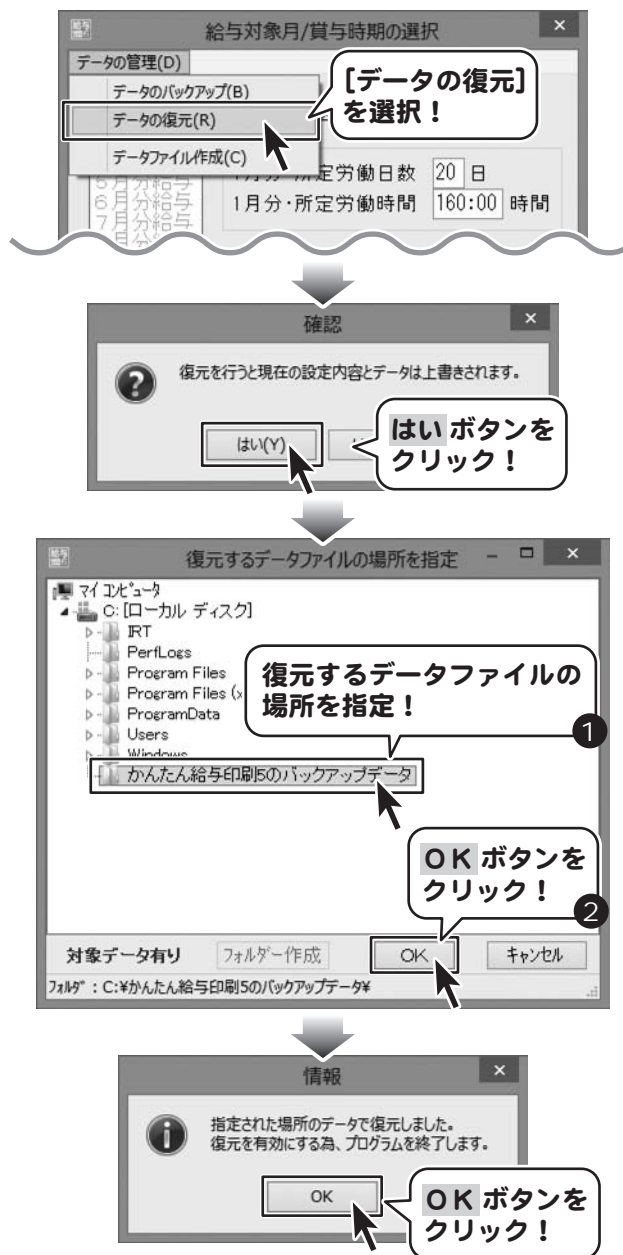 給与対象月/賞与時期の選択
データの管理(D)
データのバックアップ(B)
データの復元(R)
データファイル作成(C)
[データの復元]
を選択！
定労働日数 20 日
6月分給与
1月分・所定労働時間 160:00 時間
7月分給与
確認
復元を行うと現在の設定内容とデータは上書きされます。
はい(Y)
はい ボタンを
クリック！
復元するデータファイルの場所を指定
マイ コンピュータ
C: [ローカル ディスク]
IRT
PerfLogs
Program Files
Program Files (x
ProgramData
Users
Windows
かんたん給与印刷5のバックアップデータ
復元するデータファイルの
場所を指定！
1
OK ボタンを
クリック！
2
対象データ有り フォルダー作成 OK キャンセル
フォルダ : C:¥かんたん給与印刷5のバックアップデータ¥
情報
指定された場所のデータで復元しました。
復元を有効にする為、プログラムを終了します。
OK
OK ボタンを
クリック！